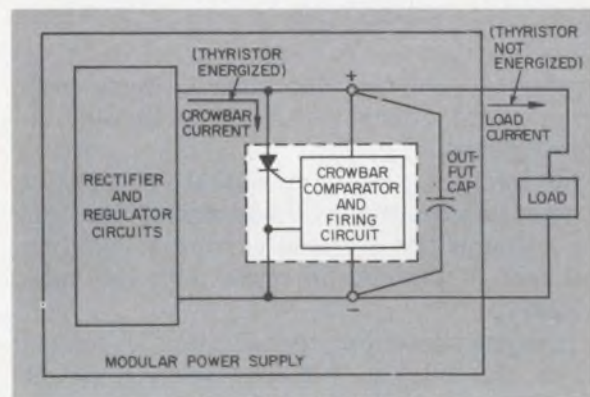 (THYRISTOR
ENERGIZED)
CROWBAR
CURRENT
(THYRISTOR
NOT
ENERGIZED)
LOAD
CURRENT
+
RECTIFIER
AND
REGULATOR
CIRCUITS
CROWBAR
COMPARATOR
AND
FIRING
CIRCUIT
OUT-
PUT
CAP
LOAD
−
MODULAR POWER SUPPLY